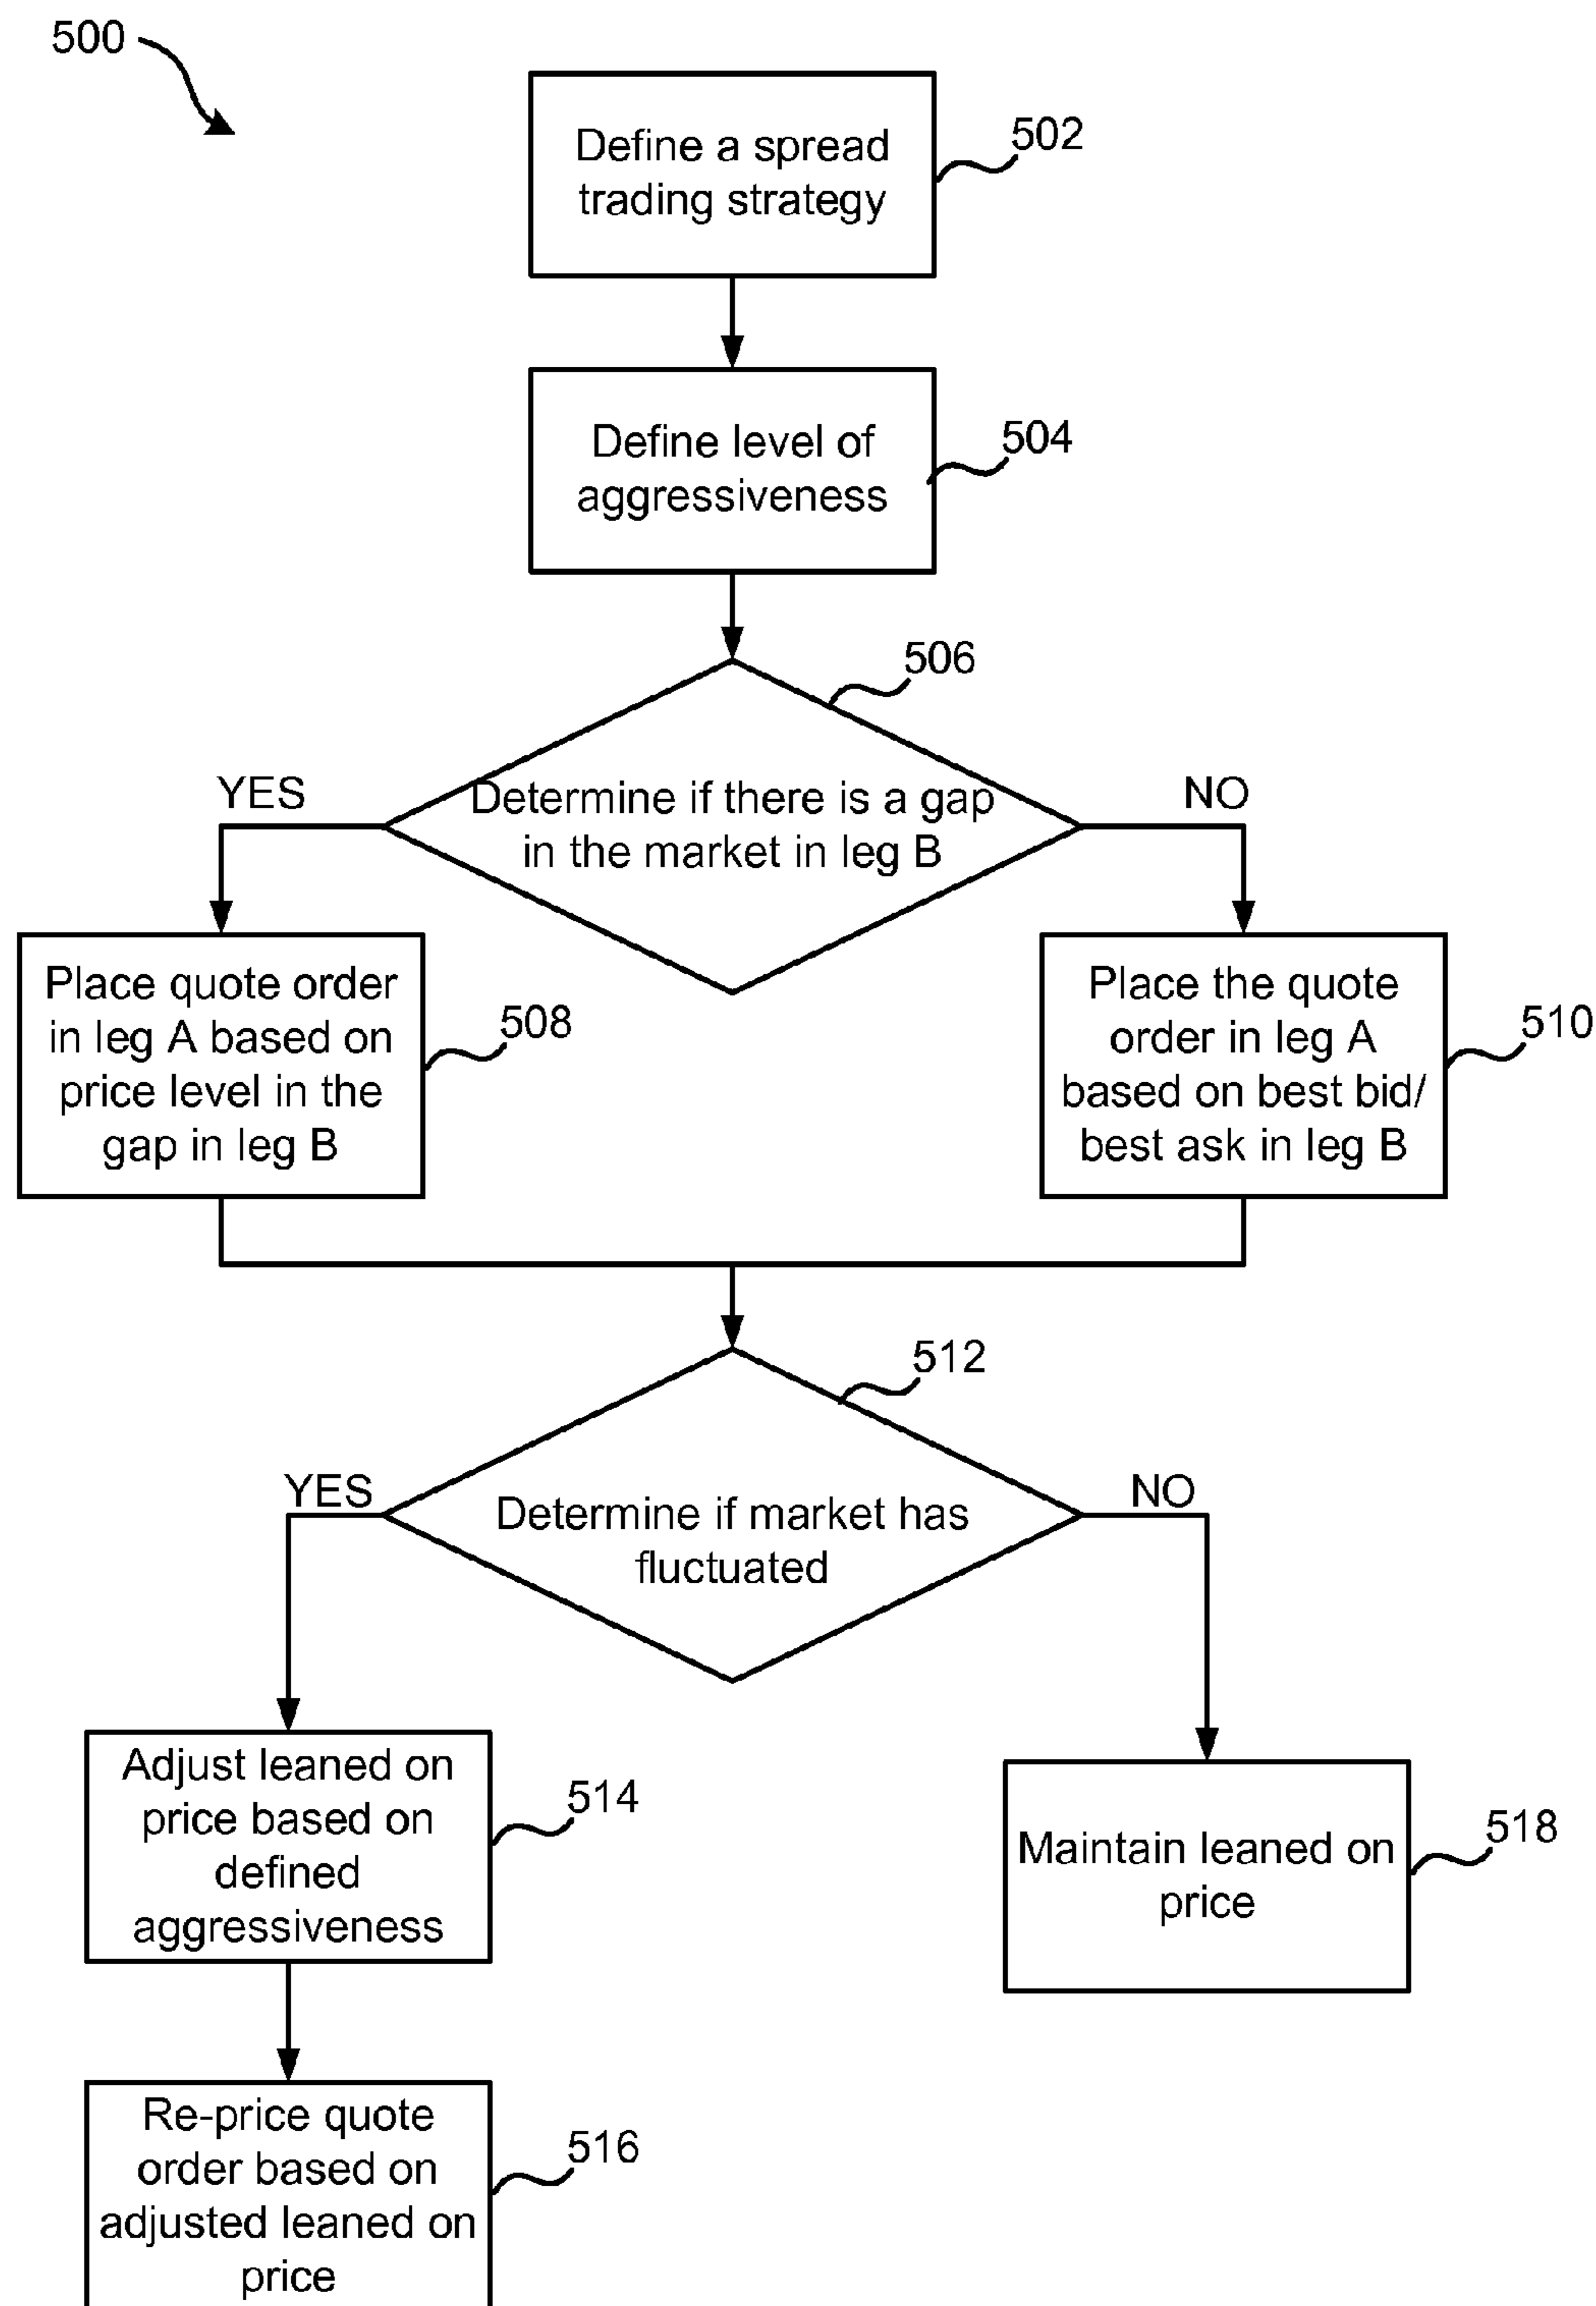 500
Define a spread
trading strategy
502
Define level of
aggressiveness
504
506
Determine if there is a gap
in the market in leg B
YES
NO
Place quote order
in leg A based on
price level in the
gap in leg B
508
Place the quote
order in leg A
based on best bid/
best ask in leg B
510
512
Determine if market has
fluctuated
YES
NO
Adjust leaned on
price based on
defined
aggressiveness
514
Maintain leaned on
price
518
Re-price quote
order based on
adjusted leaned on
price
516